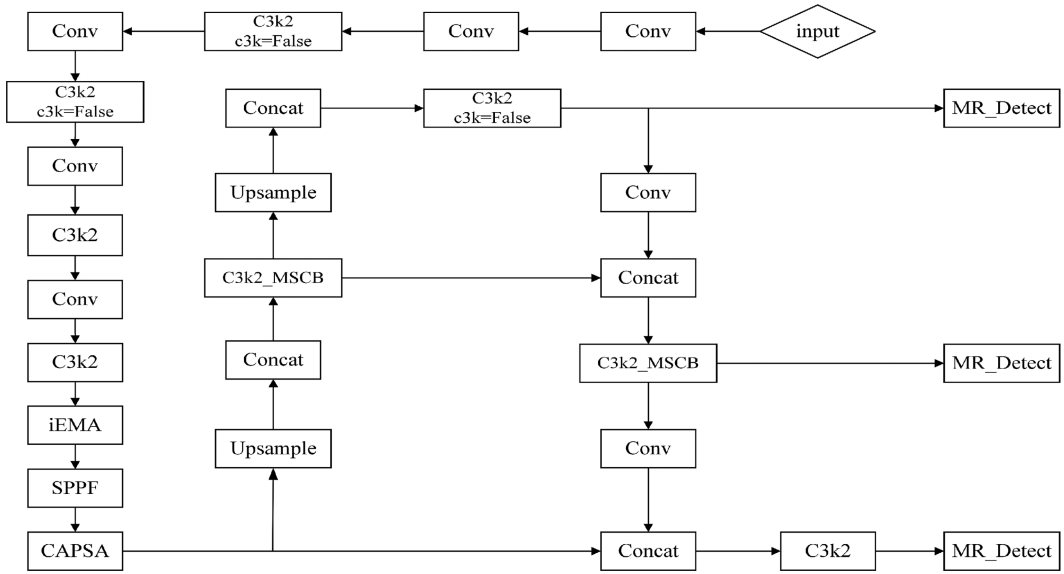 Conv
C3k2
c3k=False
Conv
Conv
input
C3k2
c3k=False
Concat
C3k2
c3k=False
MR_Detect
Conv
Upsample
Conv
C3k2
C3k2_MSCB
Concat
Conv
C3k2
Concat
C3k2_MSCB
MR_Detect
iEMA
Upsample
Conv
SPPF
CAPSA
Concat
C3k2
MR_Detect